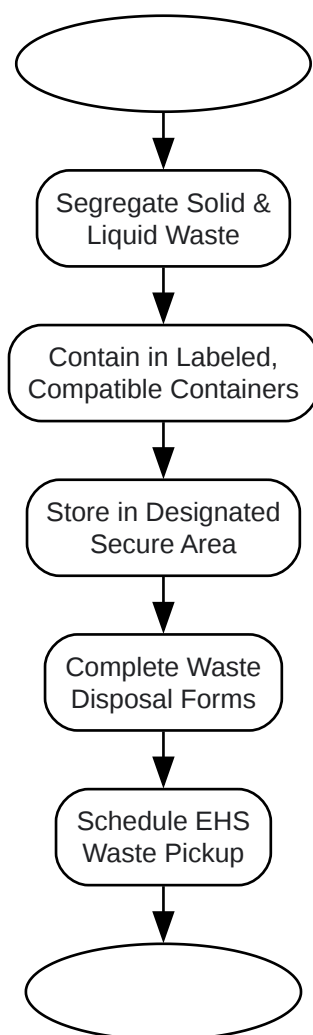 Segregate Solid &
Liquid Waste
Contain in Labeled,
Compatible Containers
Store in Designated
Secure Area
Complete Waste
Disposal Forms
Schedule EHS
Waste Pickup